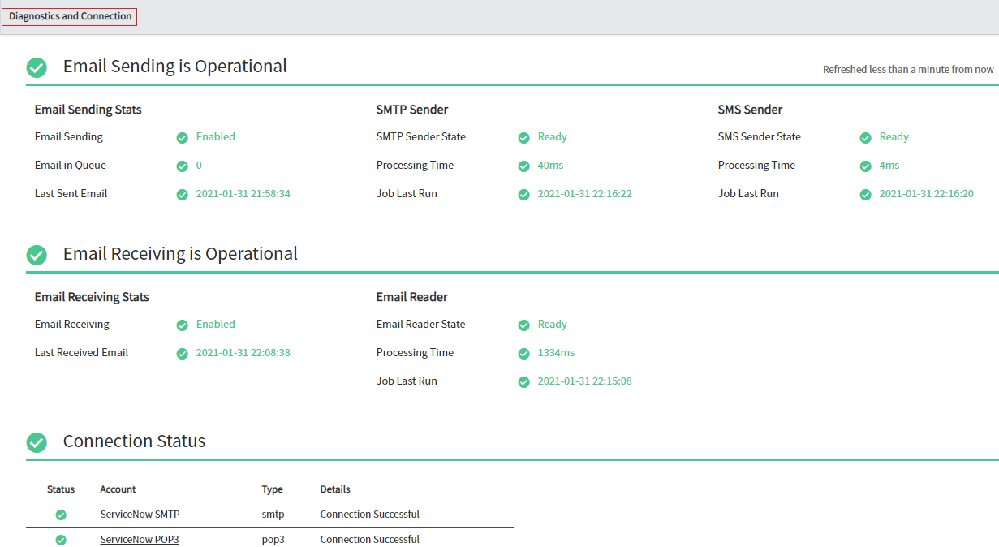 Diagnostics and Connection
Email Sending is Operational
Refreshed less than a minute from now
Email Sending Stats SMTP Sender SMS Sender
Email Sending Enabled SMTP Sender State Ready SMS Sender State Ready
Email in Queue 0 Processing Time 40ms Processing Time 4ms
Last Sent Email 2021-01-31 21:58:34 Job Last Run 2021-01-31 22:16:22 Job Last Run 2021-01-31 22:16:20
Email Receiving is Operational
Email Receiving Stats Email Reader
Email Receiving Enabled Email Reader State Ready
Last Received Email 2021-01-31 22:08:38 Processing Time 1334ms
Job Last Run 2021-01-31 22:15:08
Connection Status
Status Account Type Details
ServiceNow SMTP smtp Connection Successful
ServiceNow POP3 pop3 Connection Successful